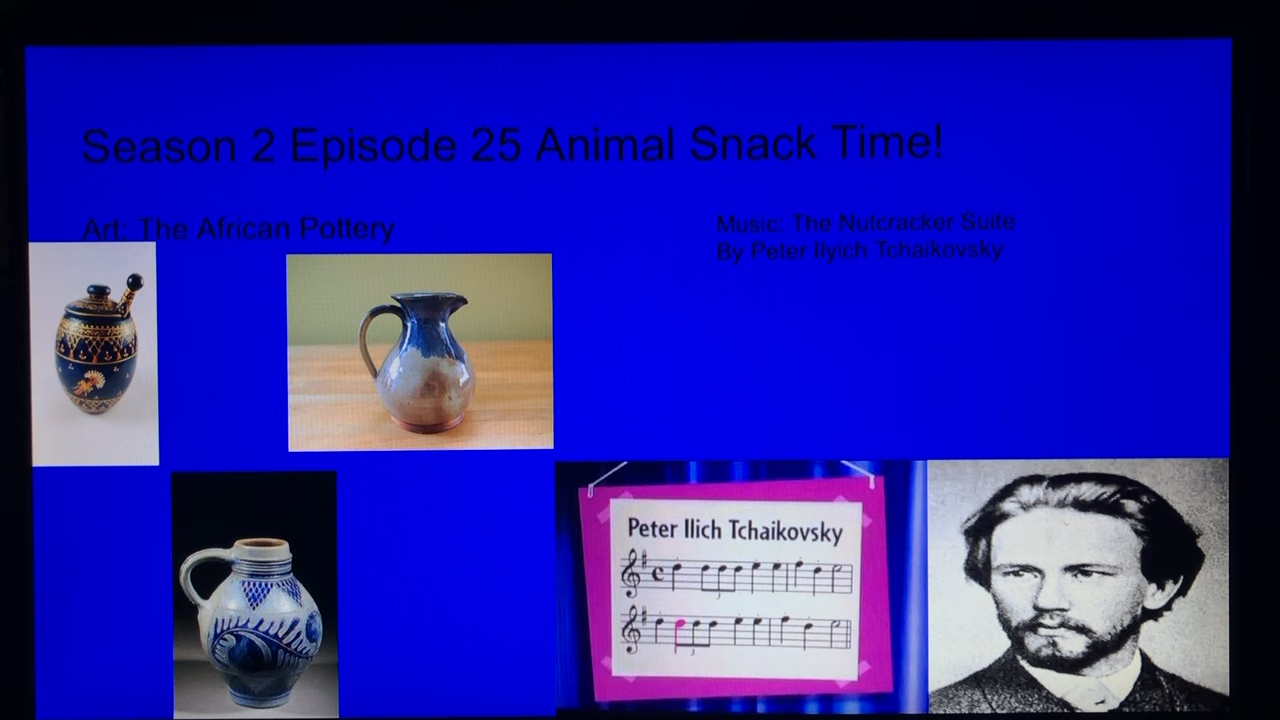 Season 2 Episode 25 Animal Snack Time!
Art: The African Pottery
Music: The Nutcracker Suite
By Peter Ilyich Tchaikovsky
Peter Ilich Tchaikovsky